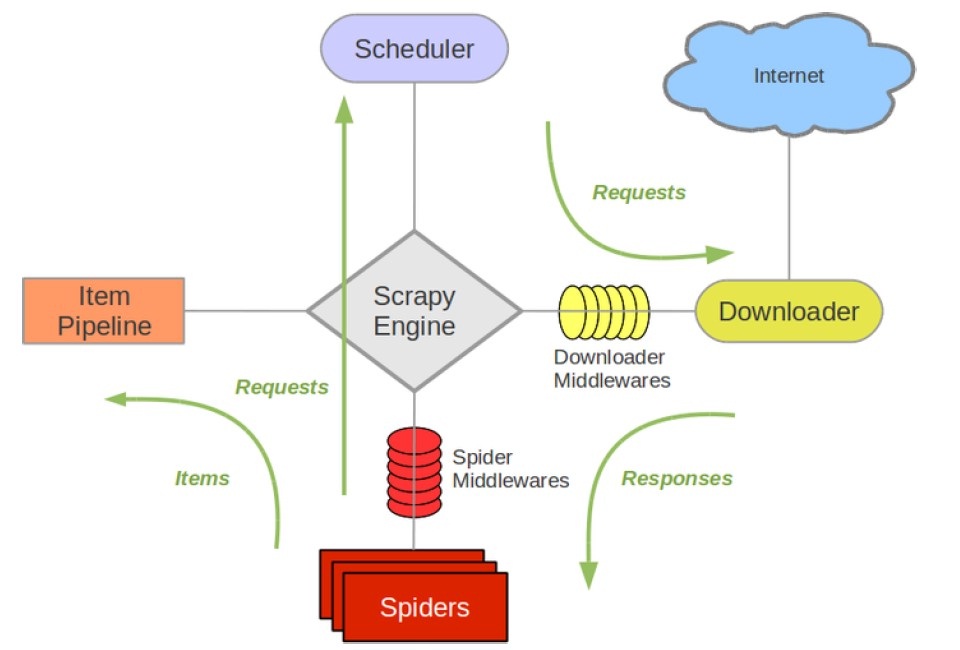 Scheduler
Internet
Requests
Item
Pipeline
Scrapy
Engine
Downloader
Downloader
Middlewares
Requests
Items
Spider
Middlewares
Responses
Spiders